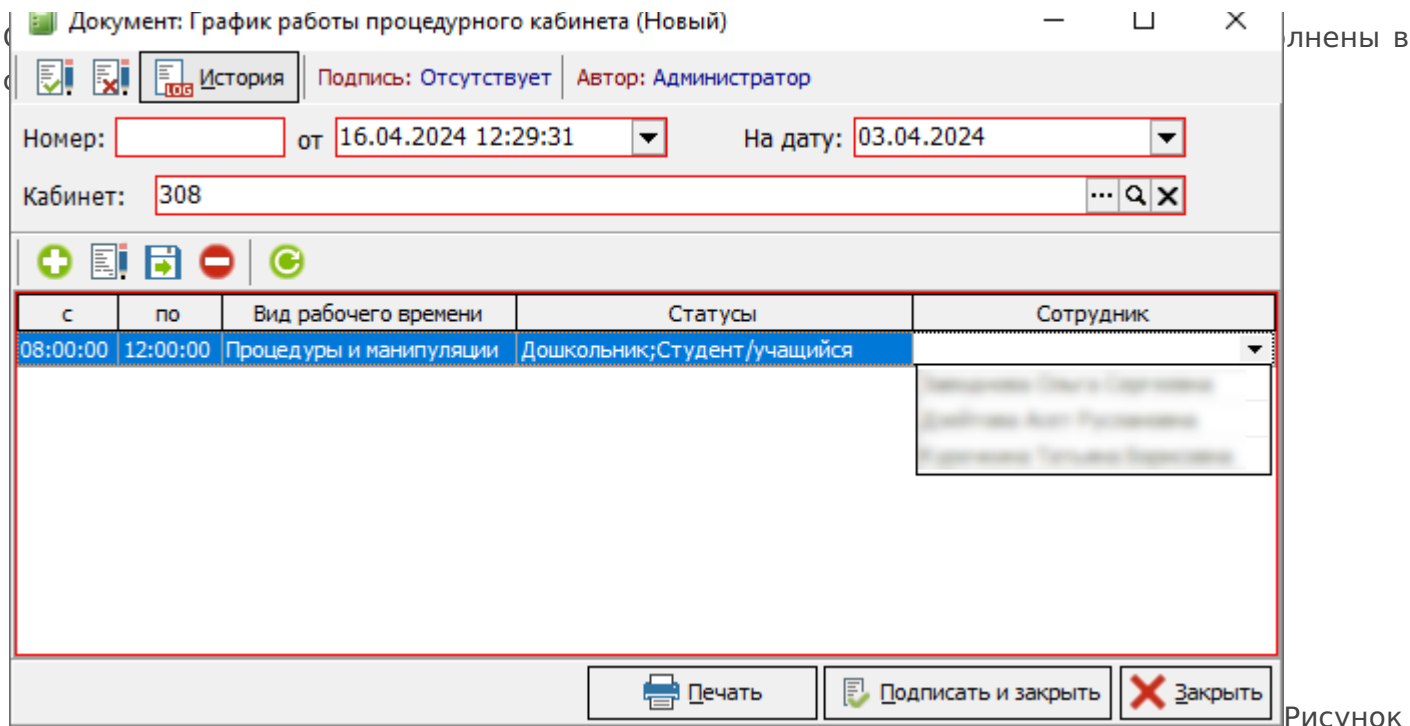 Документ: График работы процедурного кабинета (Новый)
лнены в
LOG История Подпись: Отсутствует Автор: Администратор
Номер: от 16.04.2024 12:29:31 На дату: 03.04.2024
Кабинет: 308
с по Вид рабочего времени Статусы Сотрудник
08:00:00 12:00:00 Процедуры и манипуляции Дошкольник;Студент/учащийся
Печать Подписать и закрыть Закрыть
Рисунок